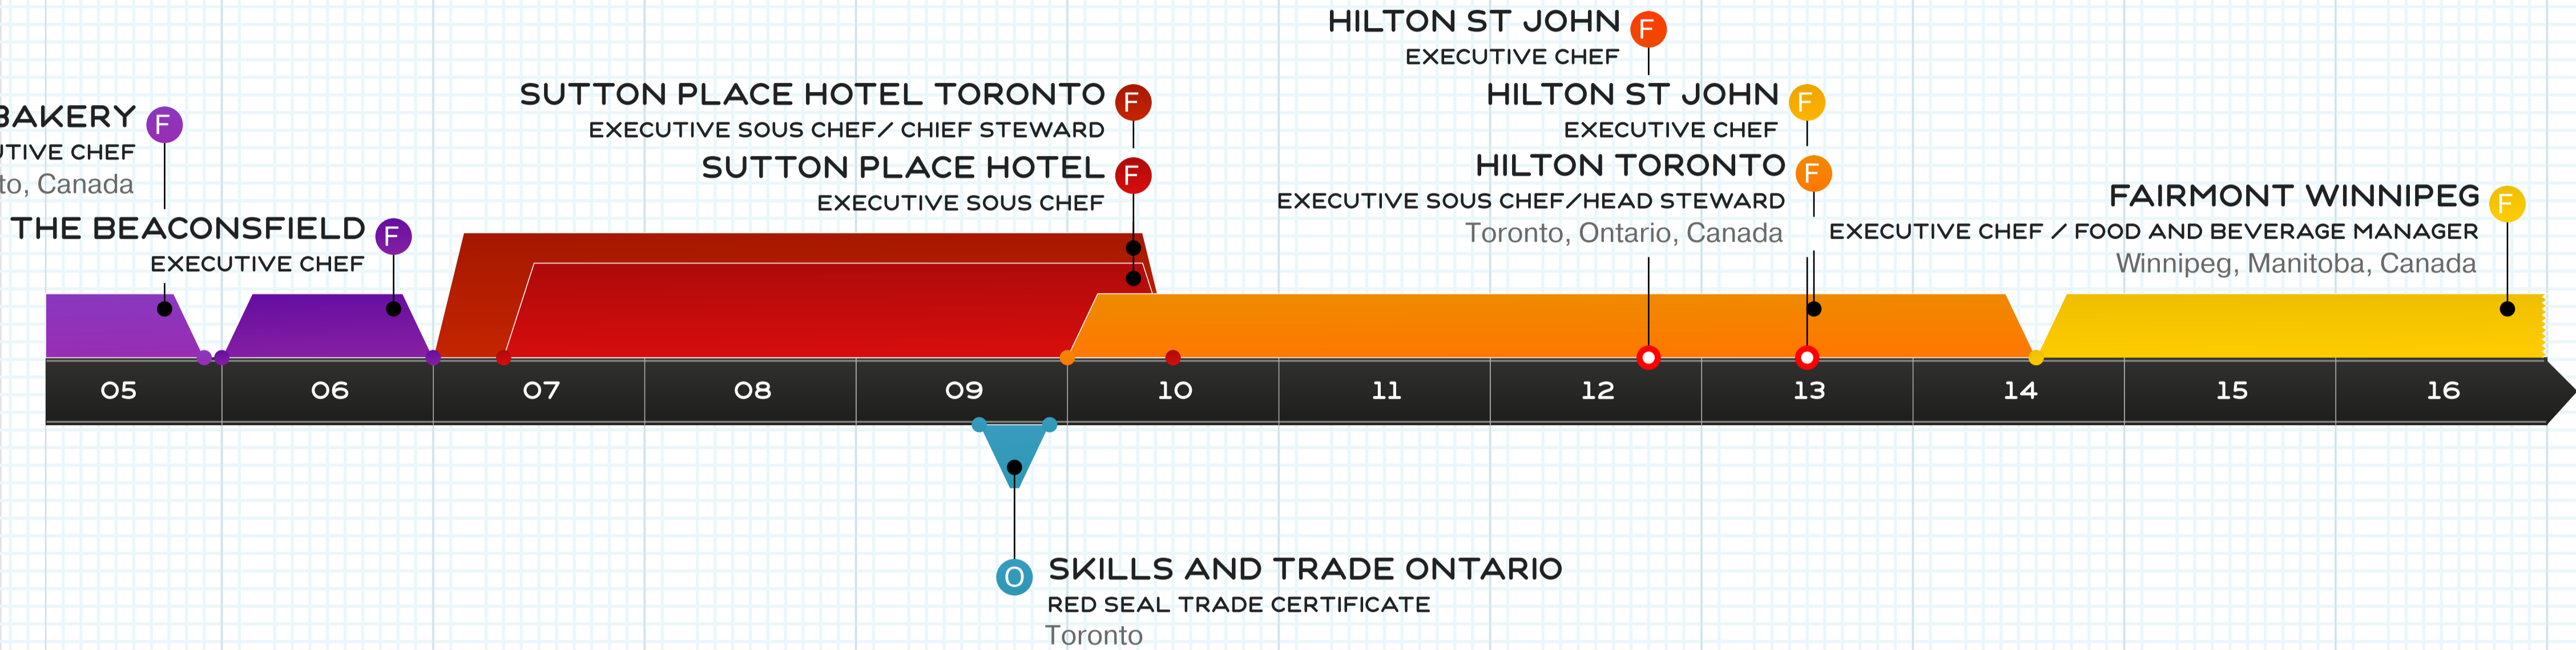 HILTON ST JOHN F
EXECUTIVE CHEF
SUTTON PLACE HOTEL TORONTO F
EXECUTIVE SOUS CHEF/ CHIEF STEWARD
HILTON ST JOHN F
EXECUTIVE CHEF
BAKERY F
CHEF
Canada
SUTTON PLACE HOTEL F
EXECUTIVE SOUS CHEF
HILTON TORONTO F
EXECUTIVE SOUS CHEF/HEAD STEWARD
Toronto, Ontario, Canada
FAIRMONT WINNIPEG F
EXECUTIVE CHEF / FOOD AND BEVERAGE MANAGER
Winnipeg, Manitoba, Canada
THE BEACONSFIELD F
EXECUTIVE CHEF
05 06 07 08 09 10 11 12 13 14 15 16
O SKILLS AND TRADE ONTARIO
RED SEAL TRADE CERTIFICATE
Toronto